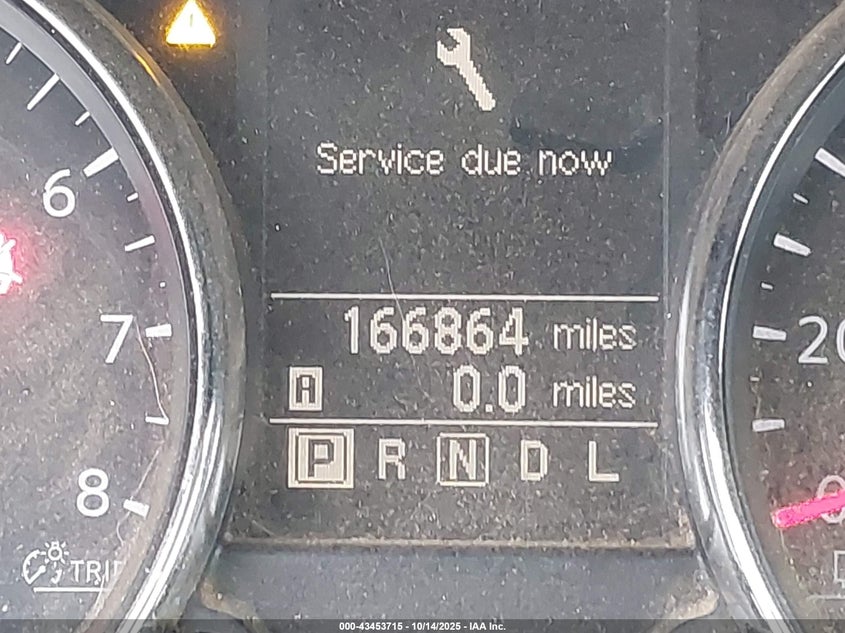 Service due now
6
7
8
166864 miles
A 0.0 miles
P R N D L
TRIP
20
0
000-43453715 - 10/14/2025 - IAA Inc.